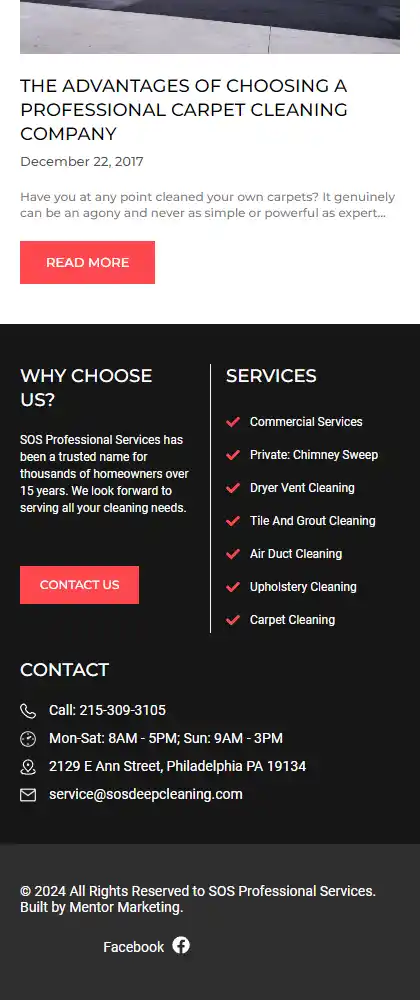 THE ADVANTAGES OF CHOOSING A
PROFESSIONAL CARPET CLEANING
COMPANY
December 22, 2017
Have you at any point cleaned your own carpets? It genuinely
can be an agony and never as simple or powerful as expert...
READ MORE
WHY CHOOSE
US?
SOS Professional Services has
been a trusted name for
thousands of homeowners over
15 years. We look forward to
serving all your cleaning needs.
CONTACT US
SERVICES
Commercial Services
Private: Chimney Sweep
Dryer Vent Cleaning
Tile And Grout Cleaning
Air Duct Cleaning
Upholstery Cleaning
Carpet Cleaning
CONTACT
Call: 215-309-3105
Mon-Sat: 8AM - 5PM; Sun: 9AM - 3PM
2129 E Ann Street, Philadelphia PA 19134
service@sosdeepcleaning.com
© 2024 All Rights Reserved to SOS Professional Services.
Built by Mentor Marketing.
Facebook